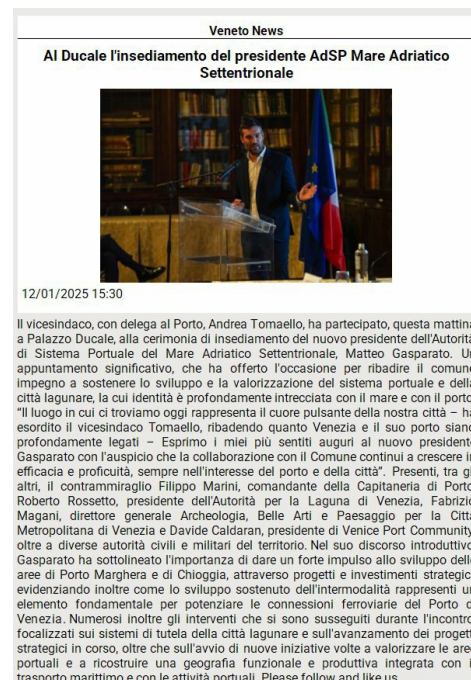 Veneto News
Al Ducale l'insediamento del presidente AdSP Mare Adriatico
Settentrionale
12/01/2025 15:30
Il vicesindaco, con delega al Porto, Andrea Tomaello, ha partecipato, questa mattina
a Palazzo Ducale, alla cerimonia di insediamento del nuovo presidente dell'Autorità
di Sistema Portuale del Mare Adriatico Settentrionale, Matteo Gasparato. Un
appuntamento significativo, che ha offerto l'occasione per ribadire il comune
impegno a sostenere lo sviluppo e la valorizzazione del sistema portuale e della
città lagunare, la cui identità è profondamente intrecciata con il mare e con il porto.
“Il luogo in cui ci troviamo oggi rappresenta il cuore pulsante della nostra città – ha
esordito il vicesindaco Tomaello, ribadendo quanto Venezia e il suo porto siano
profondamente legati – Esprimo i miei più sentiti auguri al nuovo presidente
Gasparato con l'auspicio che la collaborazione con il Comune continui a crescere in
efficacia e proficuità, sempre nell'interesse del porto e della città”. Presenti, tra gli
altri, il contrammiraglio Filippo Marini, comandante della Capitaneria di Porto,
Roberto Rossetto, presidente dell'Autorità per la Laguna di Venezia, Fabrizio
Magani, direttore generale Archeologia, Belle Arti e Paesaggio per la Città
Metropolitana di Venezia e Davide Caldaran, presidente di Venice Port Community,
oltre a diverse autorità civili e militari del territorio. Nel suo discorso introduttivo
Gasparato ha sottolineato l'importanza di dare un forte impulso allo sviluppo delle
aree di Porto Marghera e di Chioggia, attraverso progetti e investimenti strategici,
evidenziando inoltre come lo sviluppo sostenuto dell'intermodalità rappresenti un
elemento fondamentale per potenziare le connessioni ferroviarie del Porto di
Venezia. Numerosi inoltre gli interventi che si sono susseguiti durante l'incontro,
focalizzati sui sistemi di tutela della città lagunare e sull'avanzamento dei progetti
strategici in corso, oltre che sull'avvio di nuove iniziative volte a valorizzare le aree
portuali e a ricostruire una geografia funzionale e produttiva integrata con il
trasporto marittimo e con le attività portuali. Please follow and like us